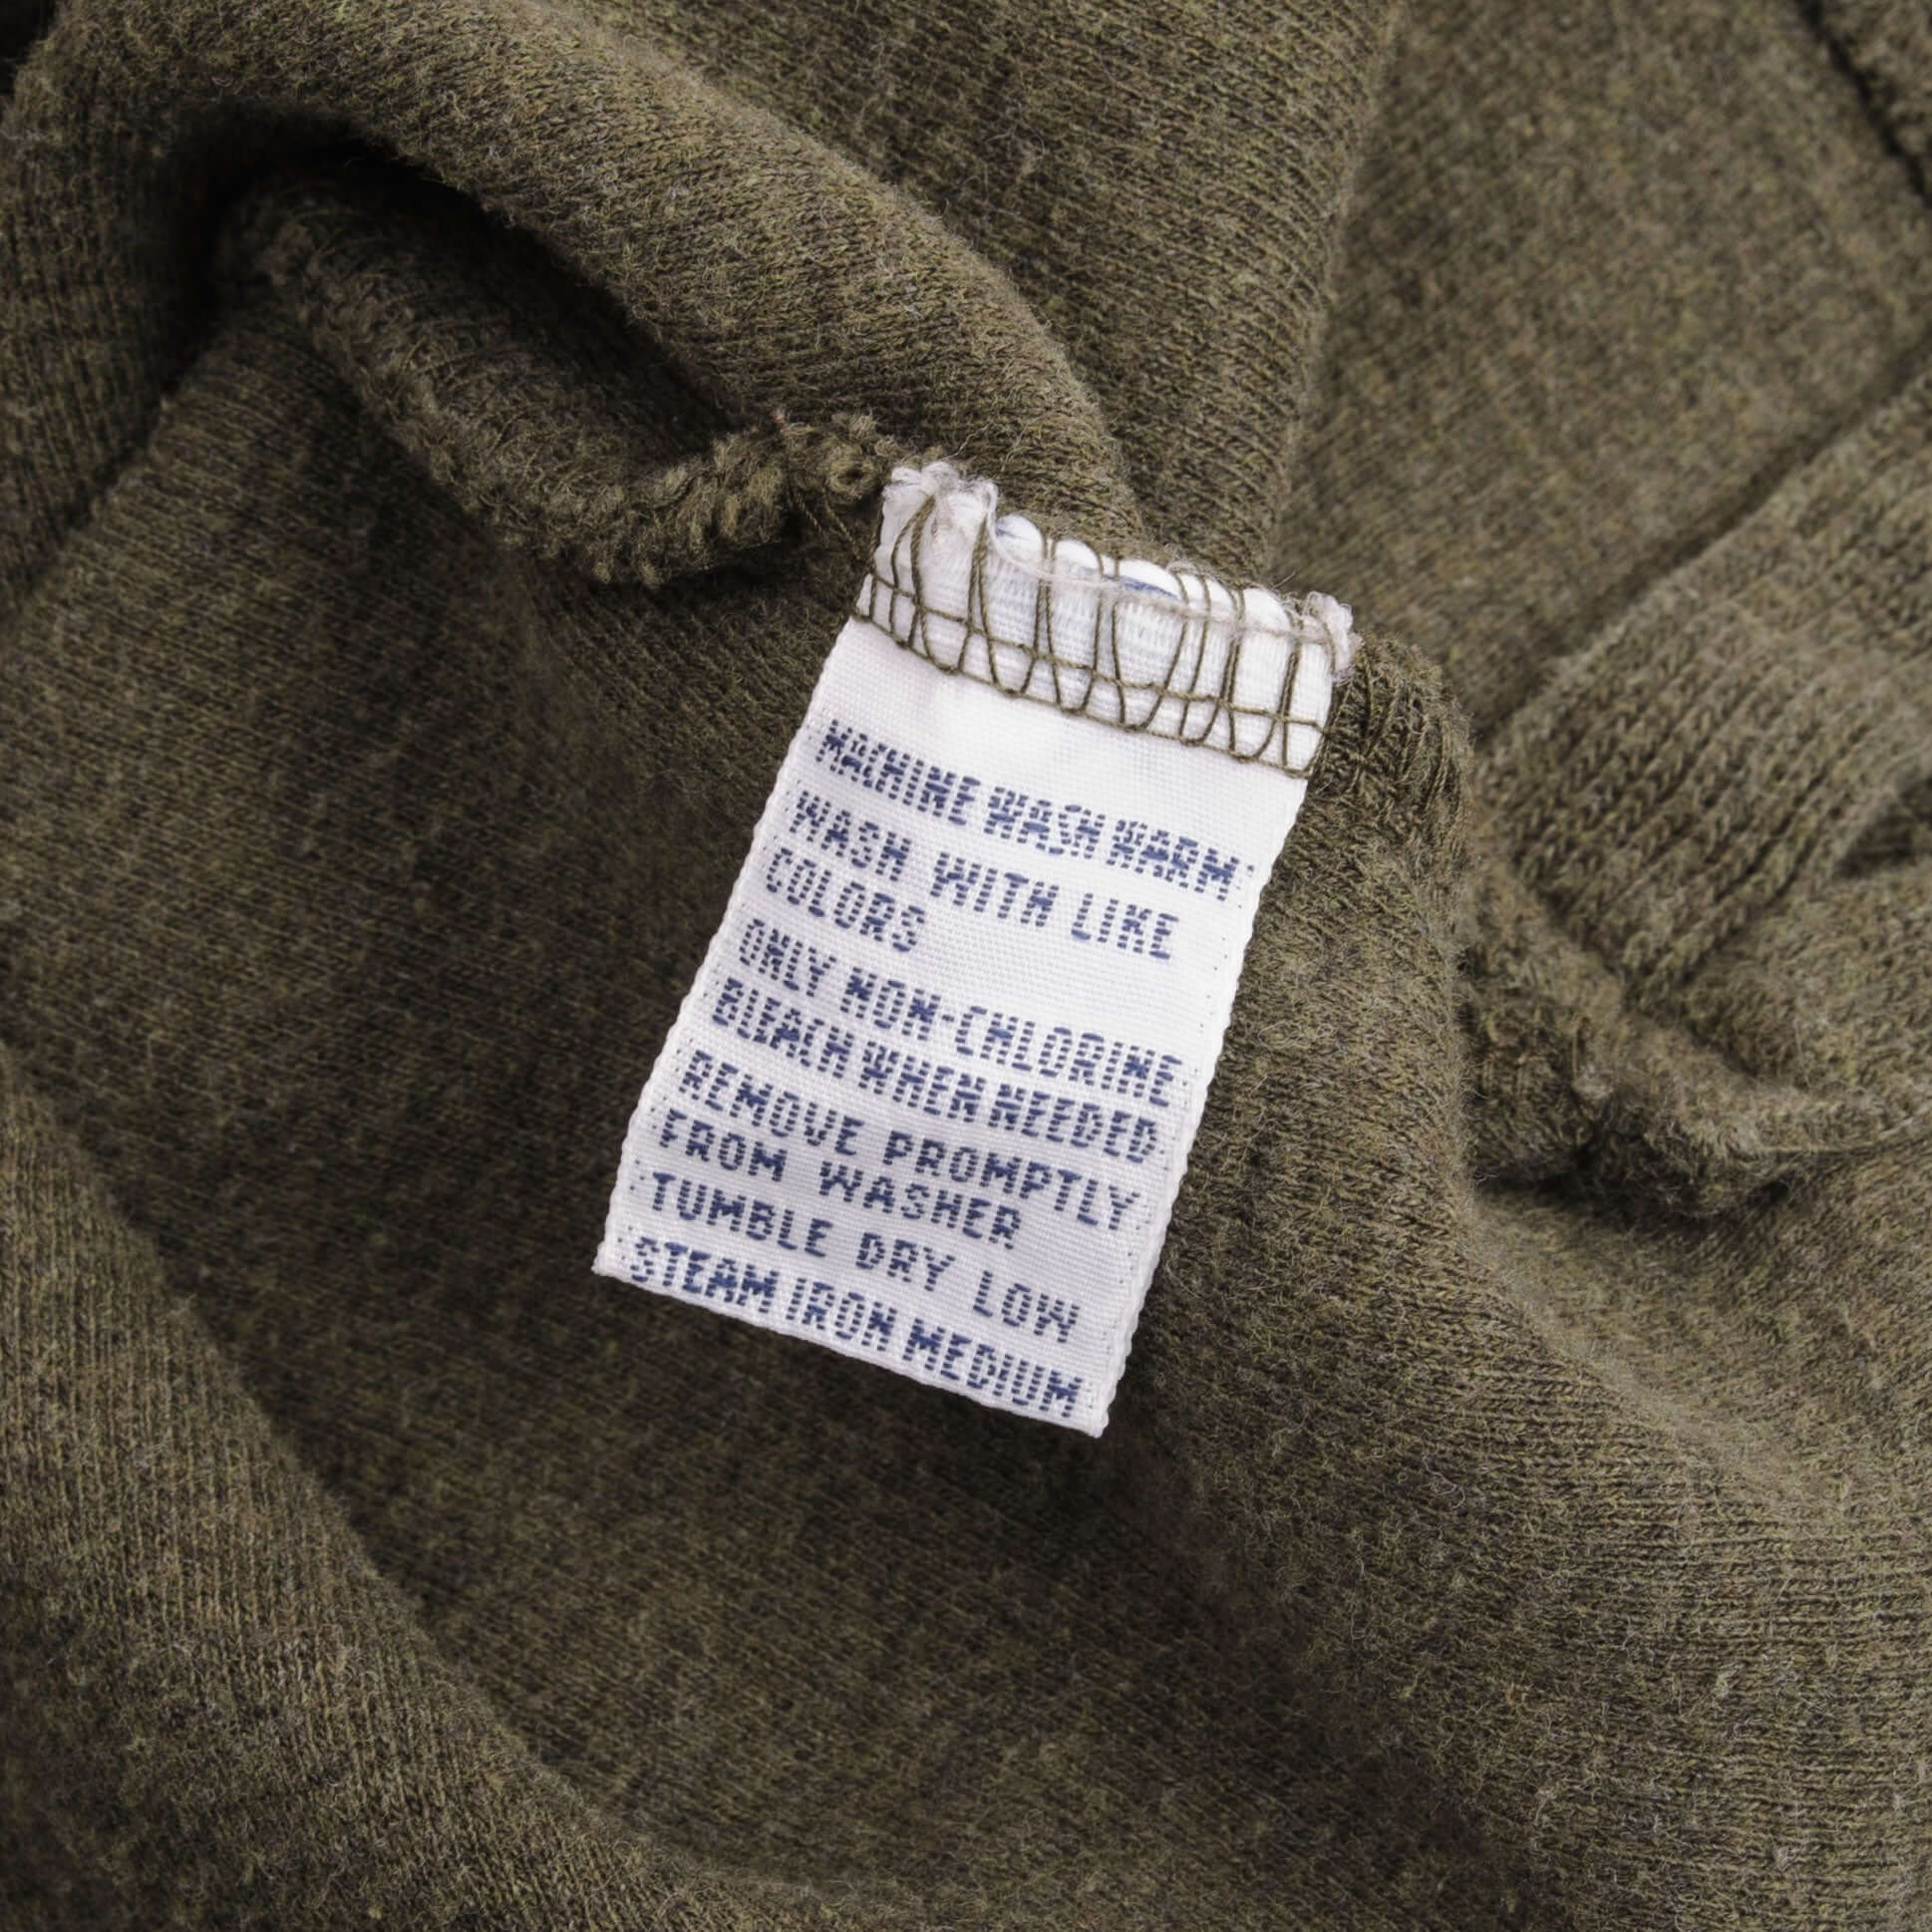 MACHINE WASH WARM
WASH WITH LIKE
COLORS
ONLY NON-CHLORINE
BLEACH WHEN NEEDED
REMOVE PROMPTLY
FROM WASHER
TUMBLE DRY LOW
STEAM IRON MEDIUM